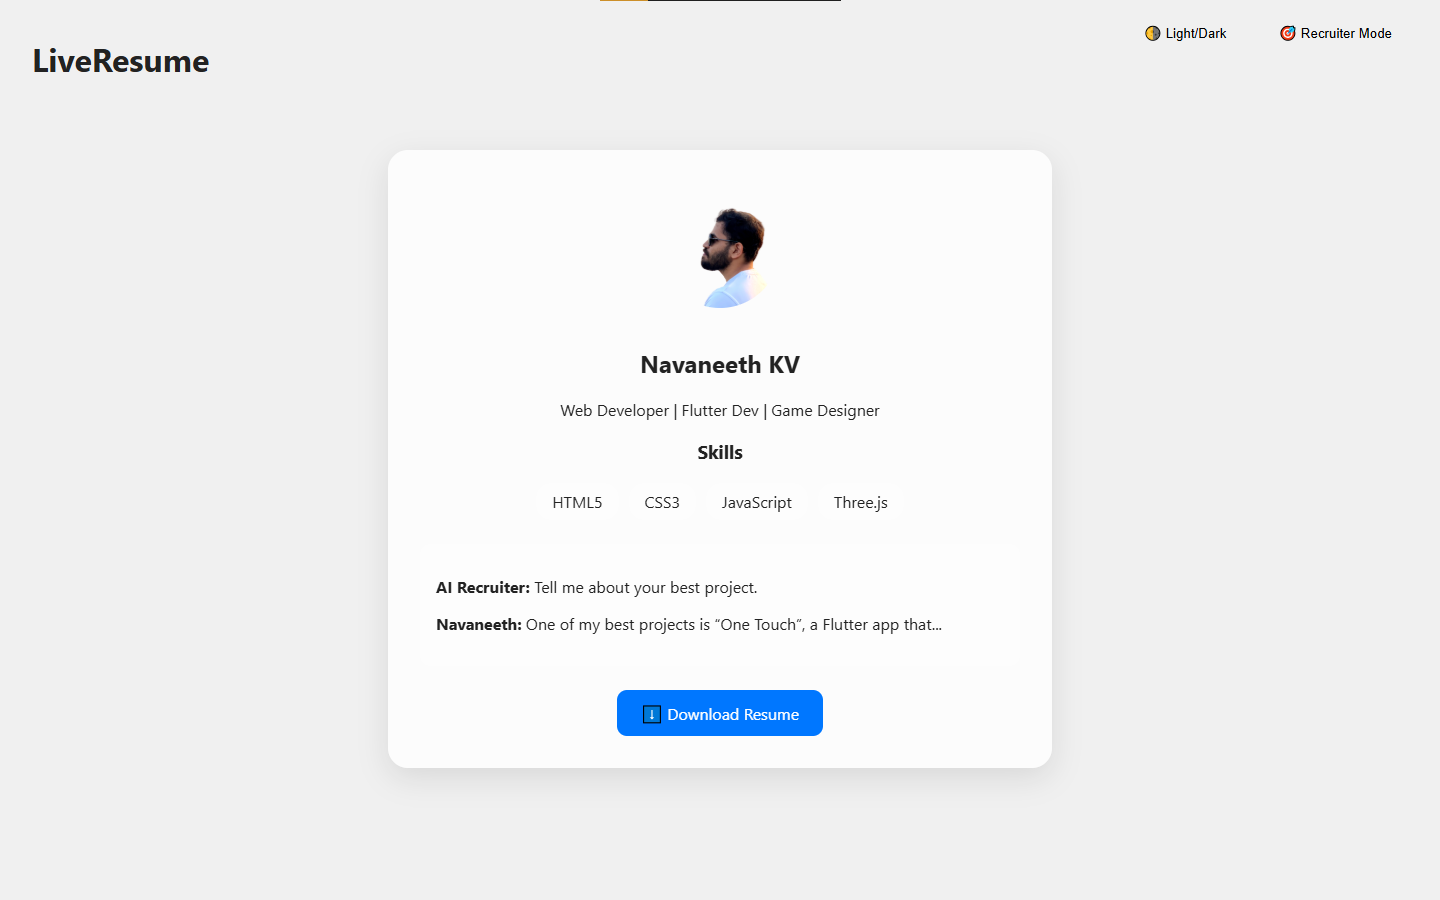 LiveResume
Light/Dark
Recruiter Mode
Navaneeth KV
Web Developer | Flutter Dev | Game Designer
Skills
HTML5 CSS3 JavaScript Three.js
AI Recruiter: Tell me about your best project.
Navaneeth: One of my best projects is “One Touch”, a Flutter app that...
Download Resume